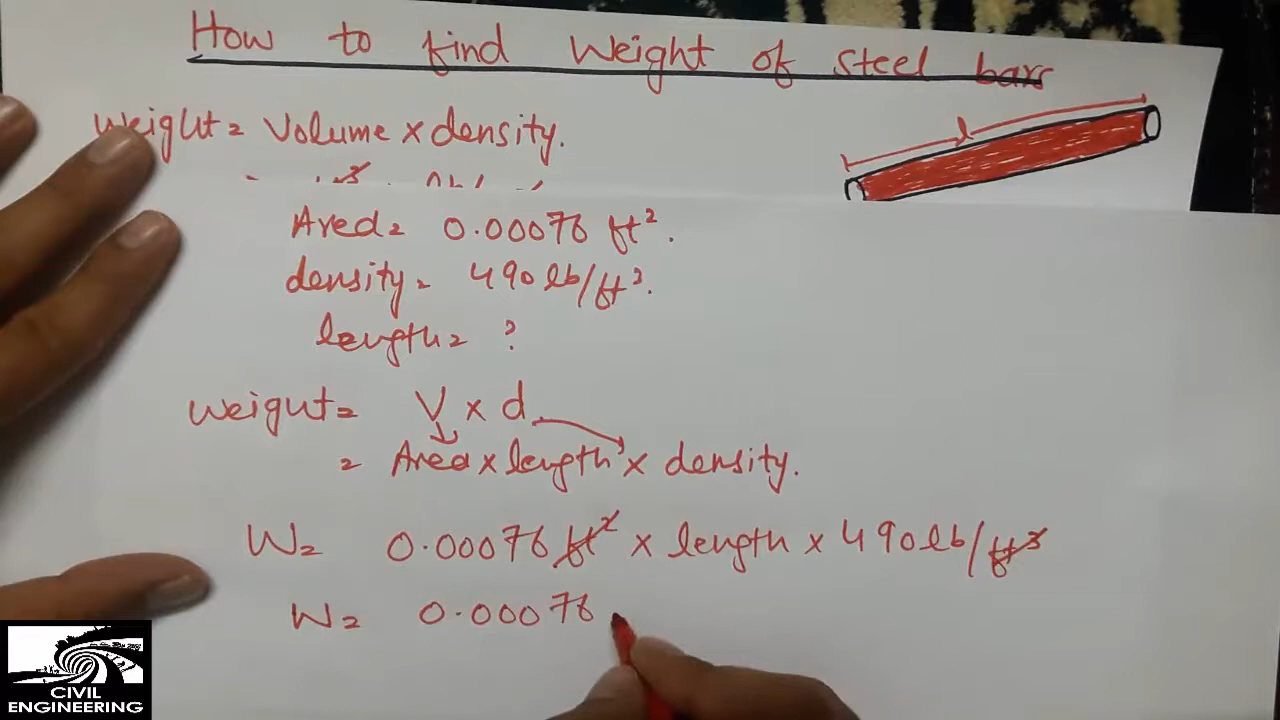 How to find Weight of steel bars
Weight = Volume × density.
l
Area = 0.00076 ft².
density = 490 lb/ft³.
length = ?
Weight = V × d
= Area × length × density.
W = 0.00076 ft² × length × 490 lb/ft³
W = 0.00076
CIVIL
ENGINEERING